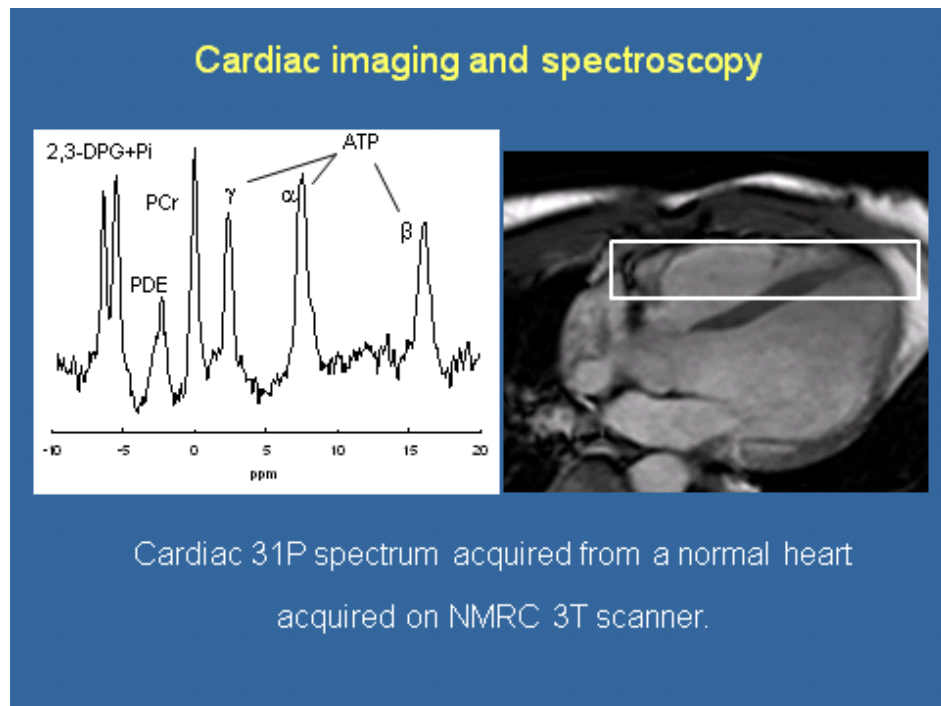 Cardiac imaging and spectroscopy
2,3-DPG+Pi
ATP
PCr
γ
α
β
PDE
-10 -5 0 5 10 15 20
ppm
Cardiac 31P spectrum acquired from a normal heart
acquired on NMRC 3T scanner.